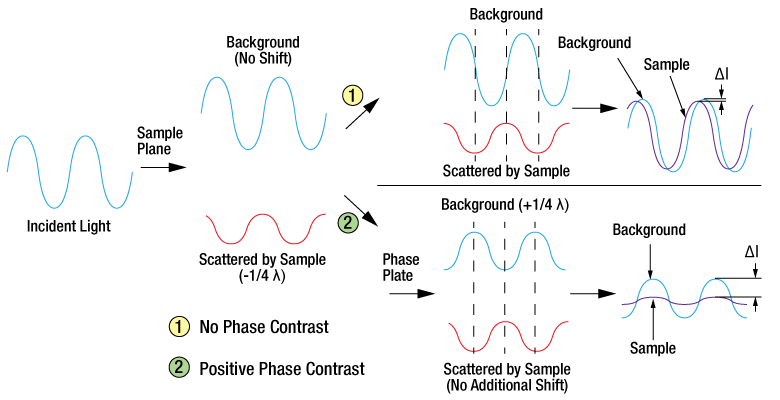 Incident Light
Sample
Plane
Background
(No Shift)
Scattered by Sample
(-1/4 λ)
1
2
Background
Scattered by Sample
Background
Sample
ΔI
Phase
Plate
Background (+1/4 λ)
Scattered by Sample
(No Additional Shift)
Background
Sample
ΔI
1 No Phase Contrast
2 Positive Phase Contrast